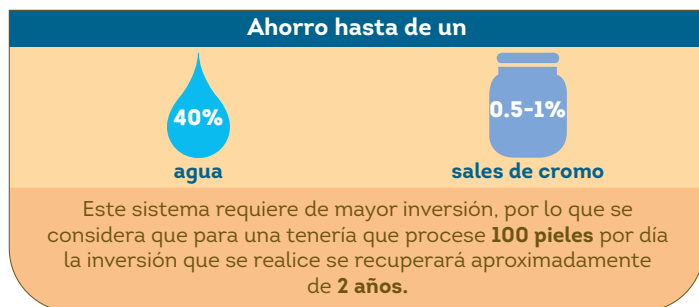 Ahorro hasta de un
40%
0.5-1%
agua
sales de cromo
Este sistema requiere de mayor inversión, por lo que se
considera que para una tenería que procese 100 pieles por día
la inversión que se realice se recuperará aproximadamente
de 2 años.